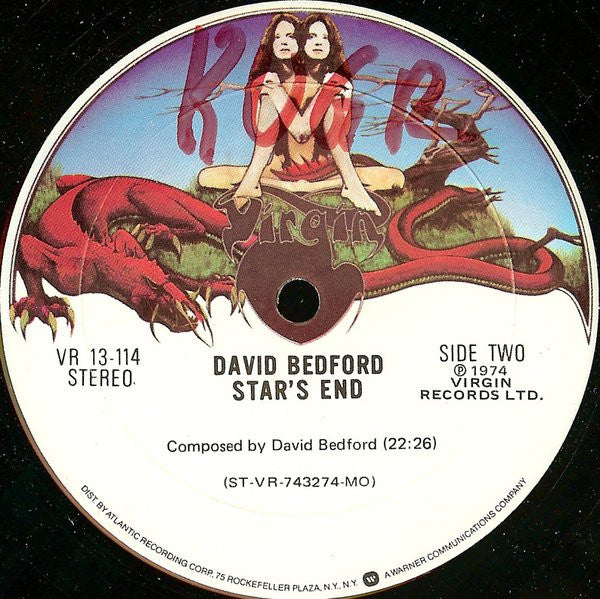 KOGR
Virgin
VR 13-114
STEREO
DAVID BEDFORD
STAR'S END
SIDE TWO
℗ 1974
VIRGIN
RECORDS LTD.
Composed by David Bedford (22:26)
(ST-VR-743274-MO)
DIST BY ATLANTIC RECORDING CORP., 75 ROCKEFELLER PLAZA, N.Y., N.Y. W A WARNER COMMUNICATIONS COMPANY